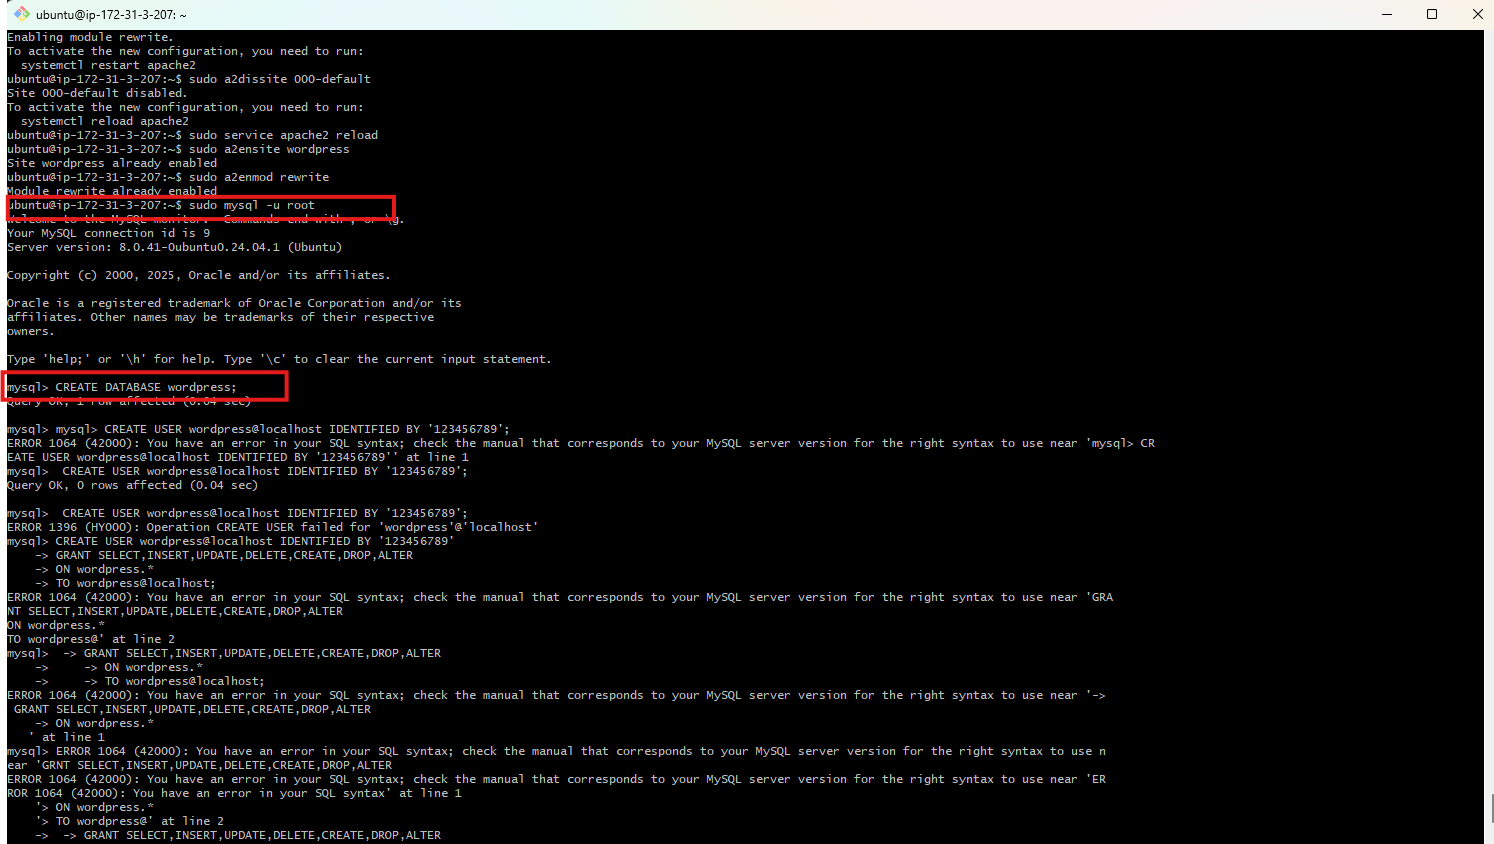 ubuntu@ip-172-31-3-207: ~
Enabling module rewrite.
To activate the new configuration, you need to run:
  systemctl restart apache2
ubuntu@ip-172-31-3-207:~$ sudo a2dissite 000-default
Site 000-default disabled.
To activate the new configuration, you need to run:
  systemctl reload apache2
ubuntu@ip-172-31-3-207:~$ sudo service apache2 reload
ubuntu@ip-172-31-3-207:~$ sudo a2ensite wordpress
Site wordpress already enabled
ubuntu@ip-172-31-3-207:~$ sudo a2enmod rewrite
Module rewrite already enabled
ubuntu@ip-172-31-3-207:~$ sudo mysql -u root
Welcome to the MySQL monitor.  Commands end with ; or \g.
Your MySQL connection id is 9
Server version: 8.0.41-0ubuntu0.24.04.1 (Ubuntu)
Copyright (c) 2000, 2025, Oracle and/or its affiliates.
Oracle is a registered trademark of Oracle Corporation and/or its
affiliates. Other names may be trademarks of their respective
owners.
Type 'help;' or '\h' for help. Type '\c' to clear the current input statement.
mysql> CREATE DATABASE wordpress;
Query OK, 1 row affected (0.04 sec)
mysql> mysql> CREATE USER wordpress@localhost IDENTIFIED BY '123456789';
ERROR 1064 (42000): You have an error in your SQL syntax; check the manual that corresponds to your MySQL server version for the right syntax to use near 'mysql> CR
EATE USER wordpress@localhost IDENTIFIED BY '123456789'' at line 1
mysql>  CREATE USER wordpress@localhost IDENTIFIED BY '123456789';
Query OK, 0 rows affected (0.04 sec)
mysql>  CREATE USER wordpress@localhost IDENTIFIED BY '123456789';
ERROR 1396 (HY000): Operation CREATE USER failed for 'wordpress'@'localhost'
mysql> CREATE USER wordpress@localhost IDENTIFIED BY '123456789'
    -> GRANT SELECT,INSERT,UPDATE,DELETE,CREATE,DROP,ALTER
    -> ON wordpress.*
    -> TO wordpress@localhost;
ERROR 1064 (42000): You have an error in your SQL syntax; check the manual that corresponds to your MySQL server version for the right syntax to use near 'GRA
NT SELECT,INSERT,UPDATE,DELETE,CREATE,DROP,ALTER
ON wordpress.*
TO wordpress@' at line 2
mysql>  -> GRANT SELECT,INSERT,UPDATE,DELETE,CREATE,DROP,ALTER
    ->     -> ON wordpress.*
    ->     -> TO wordpress@localhost;
ERROR 1064 (42000): You have an error in your SQL syntax; check the manual that corresponds to your MySQL server version for the right syntax to use near '->
 GRANT SELECT,INSERT,UPDATE,DELETE,CREATE,DROP,ALTER
    -> ON wordpress.*
   ' at line 1
mysql> ERROR 1064 (42000): You have an error in your SQL syntax; check the manual that corresponds to your MySQL server version for the right syntax to use n
ear 'GRNT SELECT,INSERT,UPDATE,DELETE,CREATE,DROP,ALTER
ERROR 1064 (42000): You have an error in your SQL syntax; check the manual that corresponds to your MySQL server version for the right syntax to use near 'ER
ROR 1064 (42000): You have an error in your SQL syntax' at line 1
    '> ON wordpress.*
    '> TO wordpress@' at line 2
    ->  -> GRANT SELECT,INSERT,UPDATE,DELETE,CREATE,DROP,ALTER